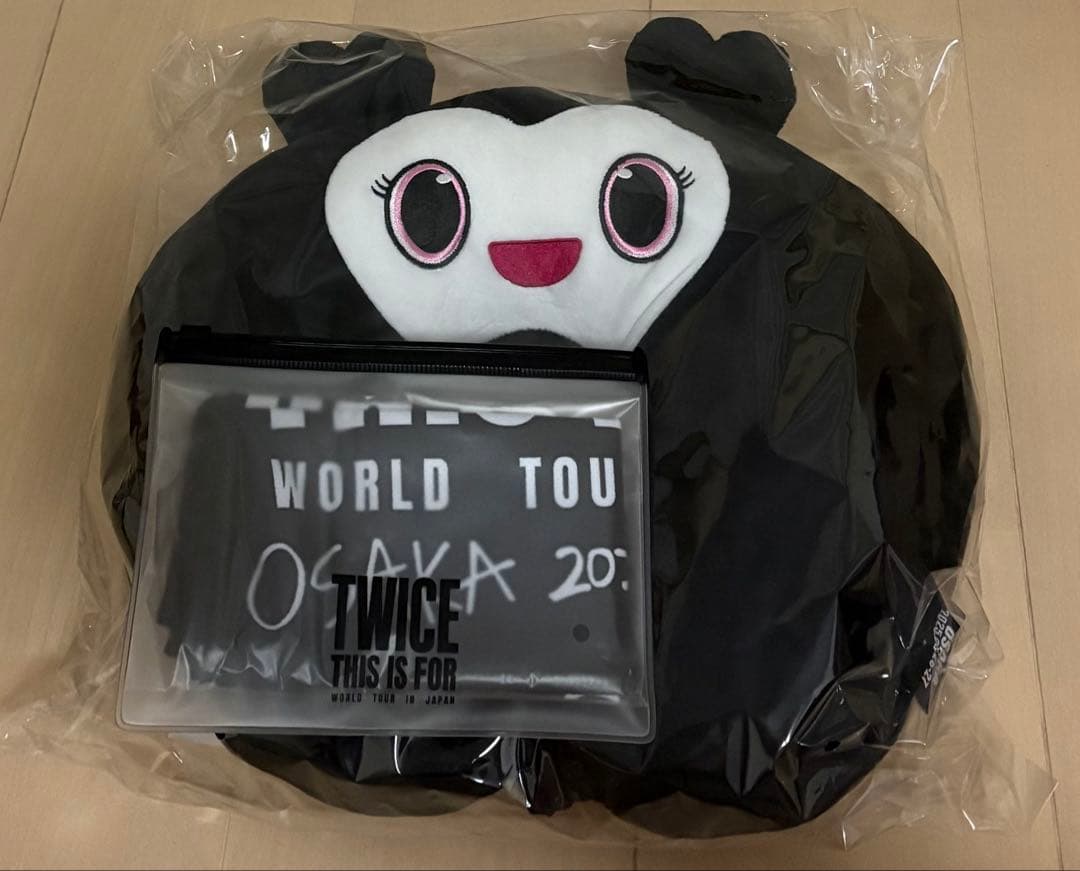 WORLD TOU
OSAKA 20
TWICE
THIS IS FOR
WORLD TOUR IN JAPAN